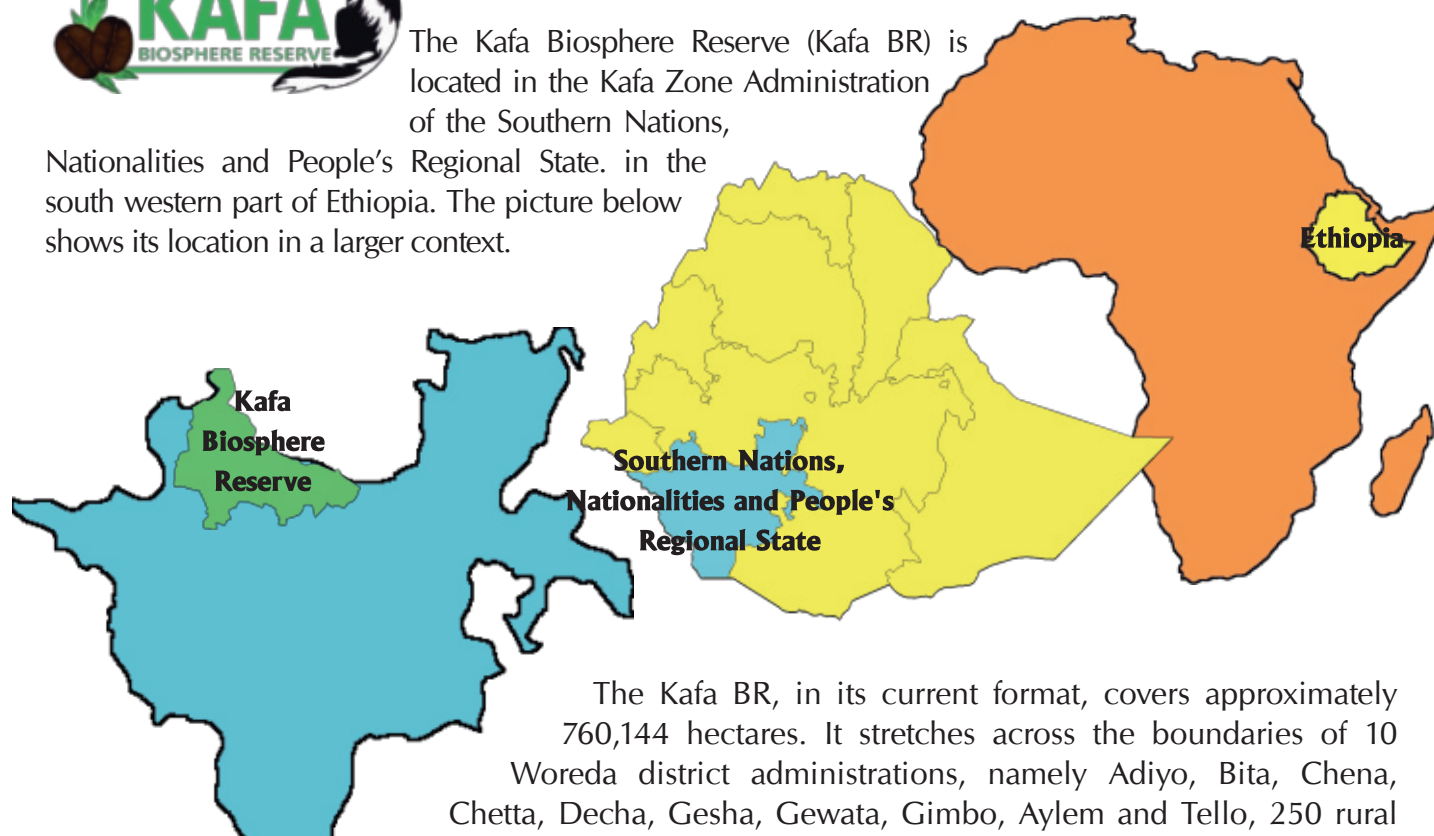 KAFA
BIOSPHERE RESERVE
The Kafa Biosphere Reserve (Kafa BR) is
located in the Kafa Zone Administration
of the Southern Nations,
Nationalities and People’s Regional State. in the
south western part of Ethiopia. The picture below
shows its location in a larger context.
Ethiopia
Kafa
Biosphere
Reserve
Southern Nations,
Nationalities and People's
Regional State
The Kafa BR, in its current format, covers approximately
760,144 hectares. It stretches across the boundaries of 10
Woreda district administrations, namely Adiyo, Bita, Chena,
Chetta, Decha, Gesha, Gewata, Gimbo, Aylem and Tello, 250 rural